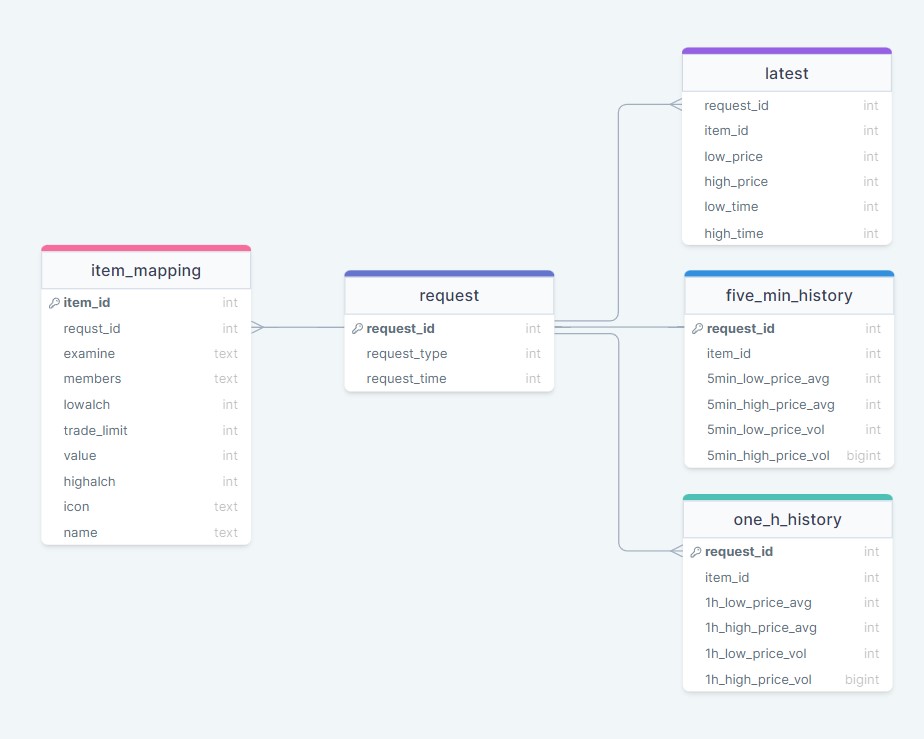 latest
request_id int
item_id int
low_price int
high_price int
low_time int
high_time int
item_mapping
item_id int
requst_id int
examine text
members text
lowalch int
trade_limit int
value int
highalch int
icon text
name text
request
request_id int
request_type int
request_time int
five_min_history
request_id int
item_id int
5min_low_price_avg int
5min_high_price_avg int
5min_low_price_vol int
5min_high_price_vol bigint
one_h_history
request_id int
item_id int
1h_low_price_avg int
1h_high_price_avg int
1h_low_price_vol int
1h_high_price_vol bigint